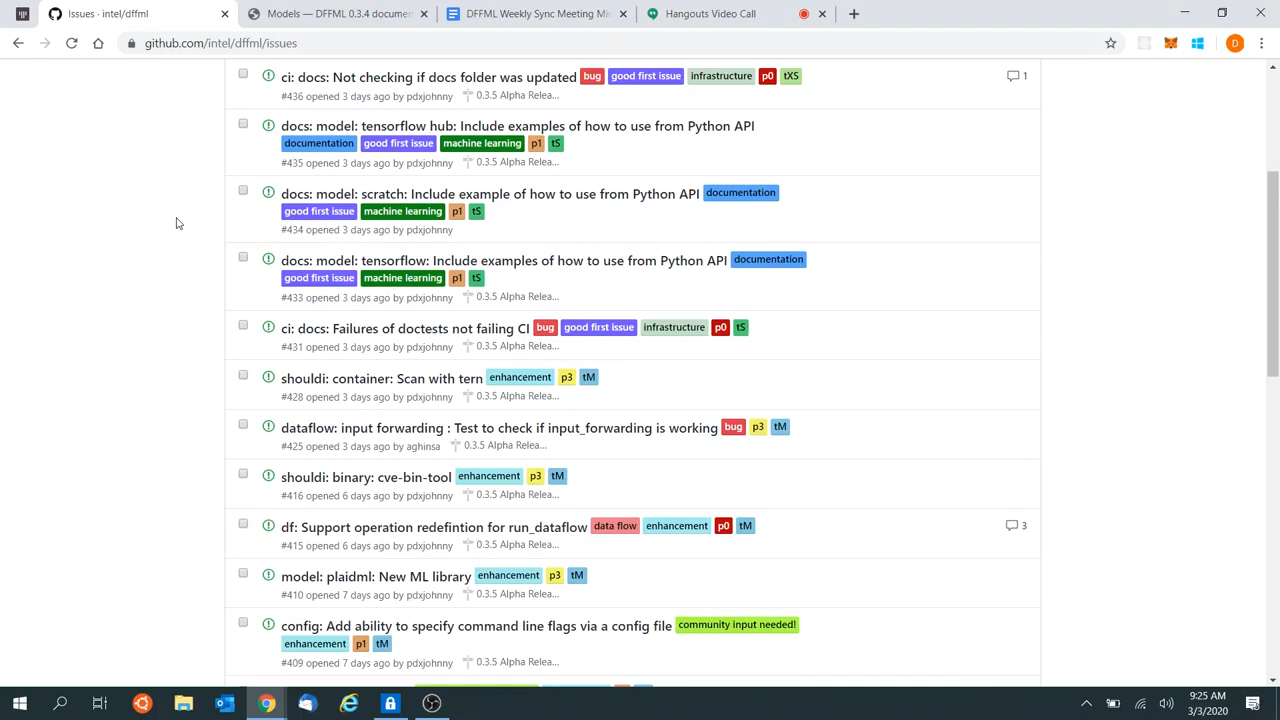 Issues · intel/dffml
Models — DFFML 0.3.4 documen
DFFML Weekly Sync Meeting Mi
Hangouts Video Call
github.com/intel/dffml/issues
D
ci: docs: Not checking if docs folder was updated bug good first issue infrastructure p0 tXS 1
#436 opened 3 days ago by pdxjohnny 0.3.5 Alpha Relea...
docs: model: tensorflow hub: Include examples of how to use from Python API
documentation good first issue machine learning p1 tS
#435 opened 3 days ago by pdxjohnny 0.3.5 Alpha Relea...
docs: model: scratch: Include example of how to use from Python API documentation
good first issue machine learning p1 tS
#434 opened 3 days ago by pdxjohnny
docs: model: tensorflow: Include examples of how to use from Python API documentation
good first issue machine learning p1 tS
#433 opened 3 days ago by pdxjohnny 0.3.5 Alpha Relea...
ci: docs: Failures of doctests not failing CI bug good first issue infrastructure p0 tS
#431 opened 3 days ago by pdxjohnny 0.3.5 Alpha Relea...
shouldi: container: Scan with tern enhancement p3 tM
#428 opened 3 days ago by pdxjohnny 0.3.5 Alpha Relea...
dataflow: input forwarding : Test to check if input_forwarding is working bug p3 tM
#425 opened 3 days ago by aghinsa 0.3.5 Alpha Relea...
shouldi: binary: cve-bin-tool enhancement p3 tM
#416 opened 6 days ago by pdxjohnny 0.3.5 Alpha Relea...
df: Support operation redefintion for run_dataflow data flow enhancement p0 tM 3
#415 opened 6 days ago by pdxjohnny 0.3.5 Alpha Relea...
model: plaidml: New ML library enhancement p3 tM
#410 opened 7 days ago by pdxjohnny 0.3.5 Alpha Relea...
config: Add ability to specify command line flags via a config file community input needed!
enhancement p1 tM
#409 opened 7 days ago by pdxjohnny 0.3.5 Alpha Relea...
9:25 AM
3/3/2020